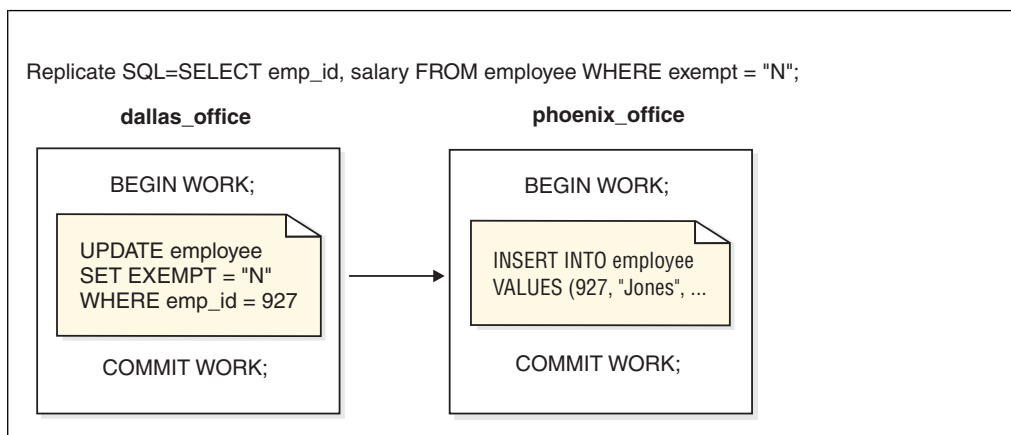 Replicate SQL=SELECT emp_id, salary FROM employee WHERE exempt = "N";
dallas_office
BEGIN WORK;
UPDATE employee
SET EXEMPT = "N"
WHERE emp_id = 927
COMMIT WORK;
phoenix_office
BEGIN WORK;
INSERT INTO employee
VALUES (927, "Jones", ...
COMMIT WORK;